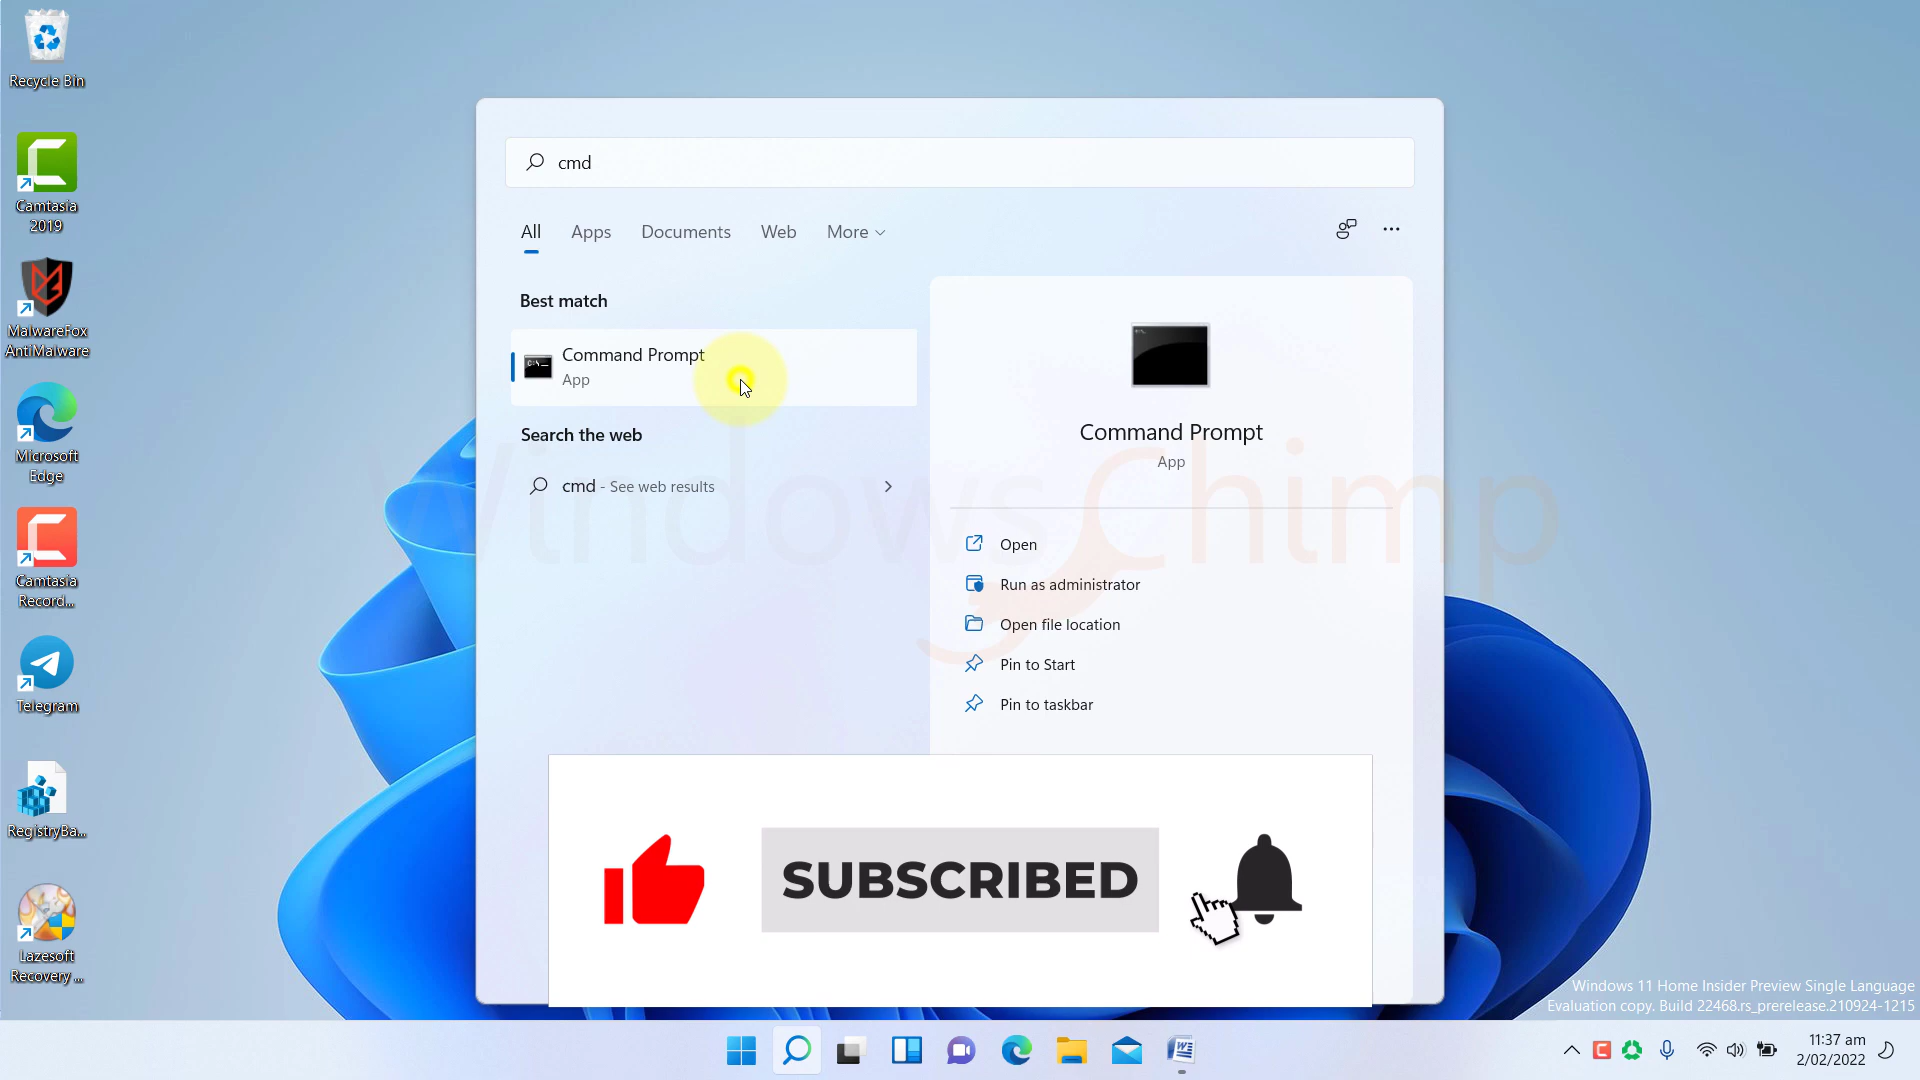 Recycle Bin
Camtasia
2019
MalwareFox
AntiMalware
Microsoft
Edge
Camtasia
Record...
Telegram
RegistryBa...
Lazesoft
Recovery ...
cmd
All
Apps
Documents
Web
More
Best match
Command Prompt
App
Search the web
cmd - See web results
Command Prompt
App
Open
Run as administrator
Open file location
Pin to Start
Pin to taskbar
WindowsChimp
SUBSCRIBED
Windows 11 Home Insider Preview Single Language
Evaluation copy. Build 22468.rs_prerelease.210924-1215
11:37 am
2/02/2022